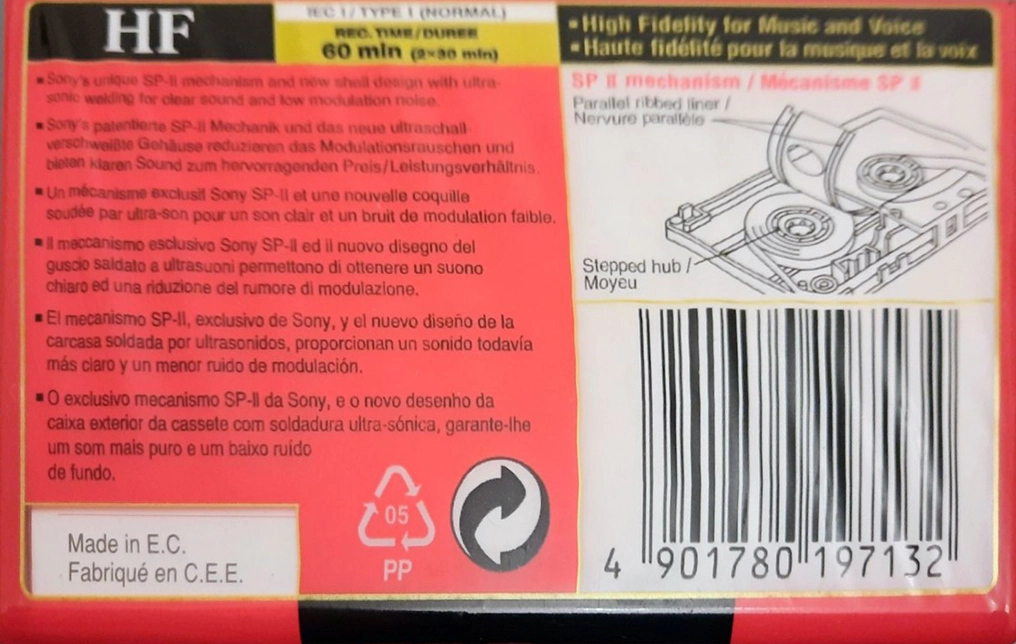 HF
IEC I/TYPE I (NORMAL)
REC. TIME/DUREE
60 min (2×30 min)
▪High Fidelity for Music and Voice
▪Haute fidélité pour la musique et la voix
▪Sony's unique SP-II mechanism and new shell design with ultra-
sonic welding for clear sound and low modulation noise.
▪Sony's patentierte SP-II Mechanik und das neue ultraschall-
verschweißte Gehäuse reduzieren das Modulationsrauschen und
bieten klaren Sound zum hervorragenden Preis/Leistungsverhältnis.
▪Un mécanisme exclusif Sony SP-II et une nouvelle coquille
soudée par ultra-son pour un son clair et un bruit de modulation faible.
▪Il meccanismo esclusivo Sony SP-II ed il nuovo disegno del
guscio saldato a ultrasuoni permettono di ottenere un suono
chiaro ed una riduzione del rumore di modulazione.
▪El mecanismo SP-II, exclusivo de Sony, y el nuevo diseño de la
carcasa soldada por ultrasonidos, proporcionan un sonido todavía
más claro y un menor ruido de modulación.
▪O exclusivo mecanismo SP-II da Sony, e o novo desenho da
caixa exterior da cassete com soldadura ultra-sónica, garante-lhe
um som mais puro e um baixo ruído
de fundo.
05
PP
Made in E.C.
Fabriqué en C.E.E.
SP II mechanism / Mécanisme SP II
Parallel ribbed liner /
Nervure parallèle
Stepped hub /
Moyeu
4 901780 197132